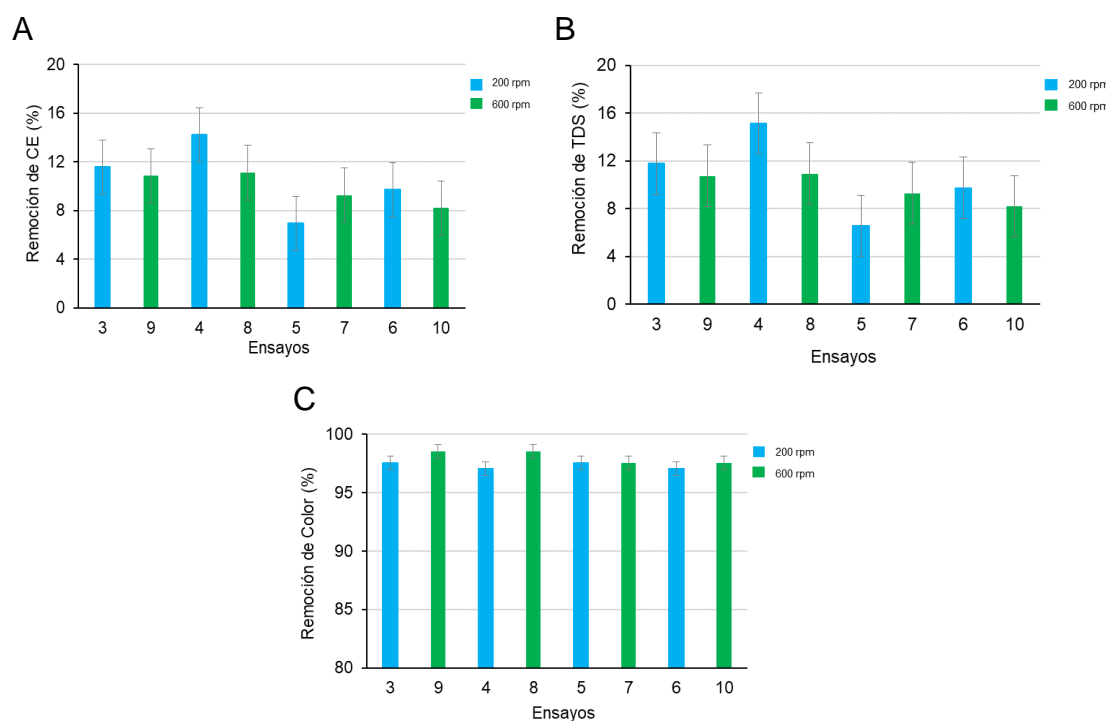 A
Remoción de CE (%)
20
16
12
8
4
0
3 9 4 8 5 7 6 10
Ensayos
200 rpm
600 rpm
B
Remoción de TDS (%)
20
16
12
8
4
0
3 9 4 8 5 7 6 10
Ensayos
200 rpm
600 rpm
C
Remoción de Color (%)
100
95
90
85
80
3 9 4 8 5 7 6 10
Ensayos
200 rpm
600 rpm